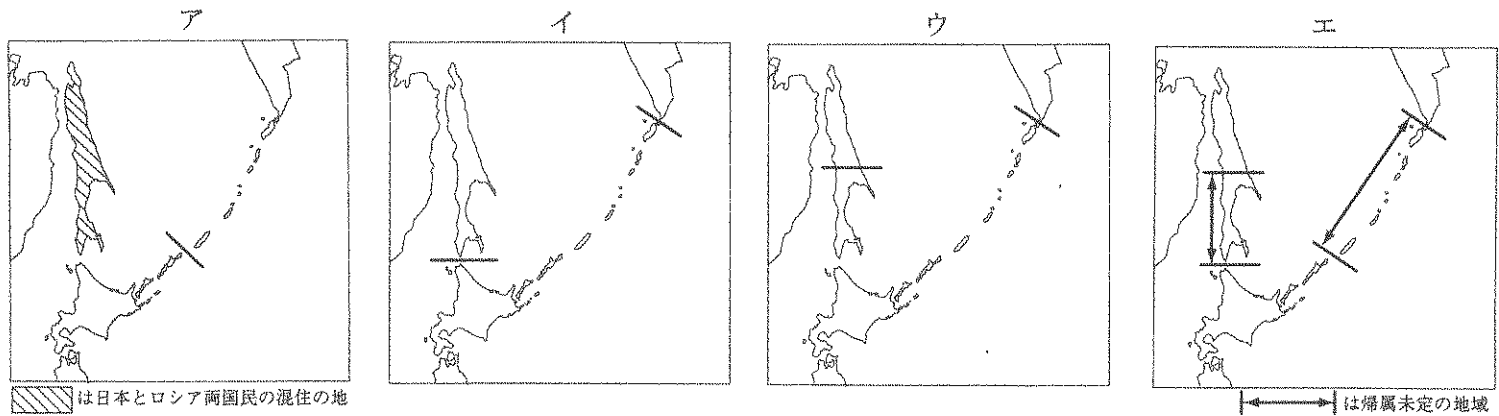 ア
イ
ウ
エ
は日本とロシア両国民の混住の地
は帰属未定の地域